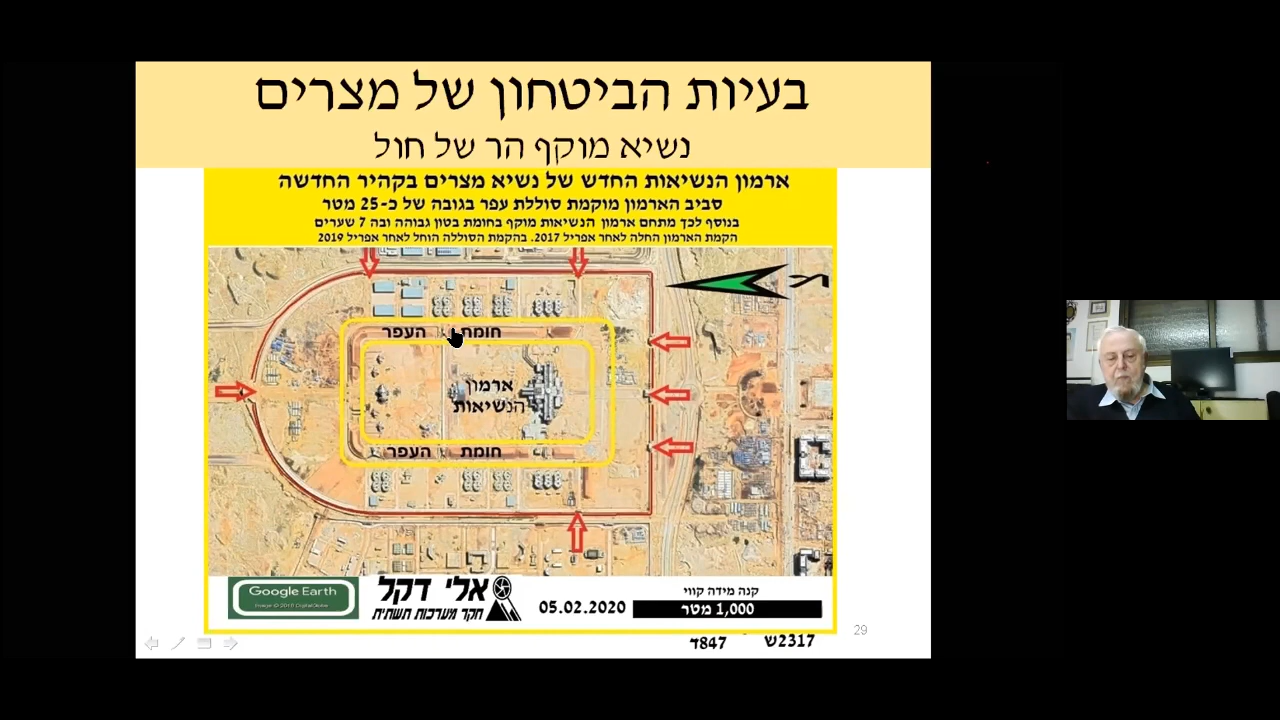 בעיות הביטחון של מצרים
נשיא מוקף הר של חול
ארמון הנשיאות החדש של נשיא מצרים בקהיר החדשה
סביב הארמון מוקמת סוללת עפר בגובה של כ-25 מטר
בנוסף לכך מתחם ארמון הנשיאות מוקף בחומת בטון גבוהה ובה 7 שערים
הקמת הארמון החלה לאחר אפריל 2017. בהקמת הסוללה הוחל לאחר אפריל 2019
חומת העפר
ארמון
הנשיאות
חומת העפר
Google Earth
אלי דקל
חקר מערכות תשתית
05.02.2020
קנה מידה קווי
1,000 מטר
29
2317ש 847ד